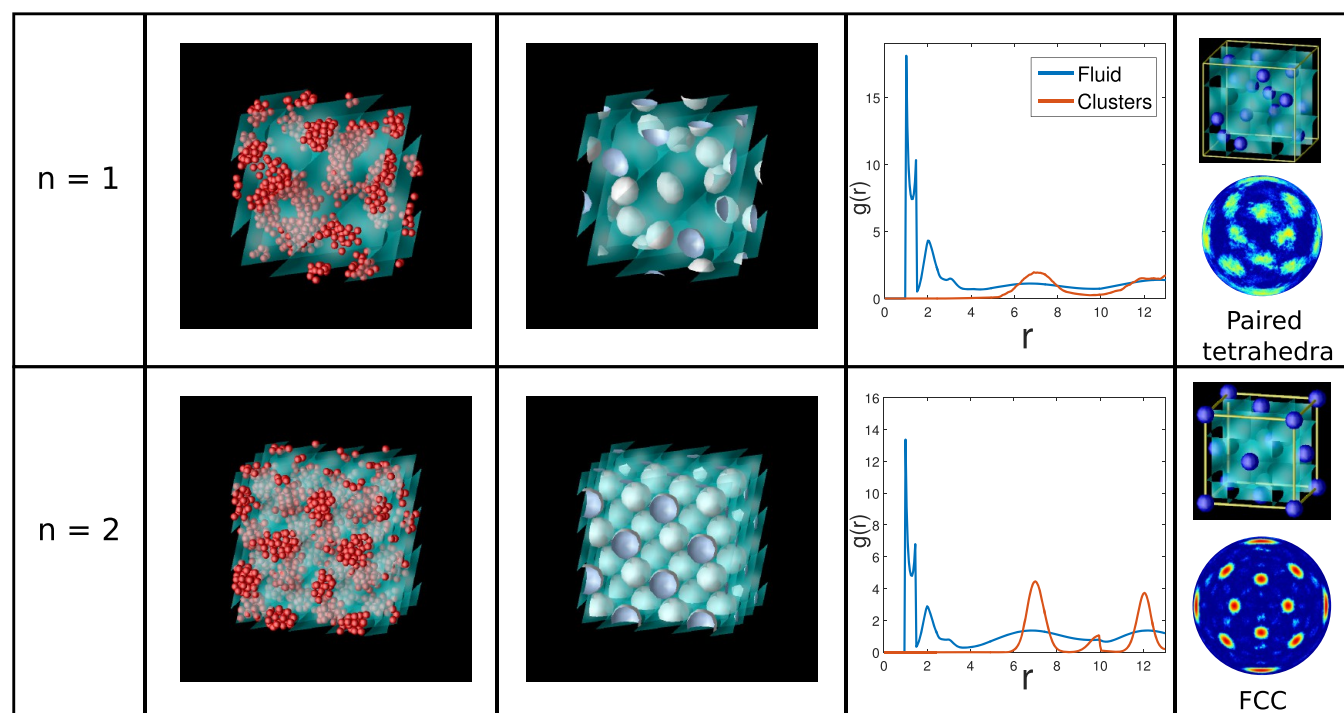 n = 1
g(r)
15
10
5
0
0 2 4 6 8 10 12
r
Fluid
Clusters
Paired
tetrahedra
n = 2
g(r)
16
14
12
10
8
6
4
2
0
0 2 4 6 8 10 12
r
FCC